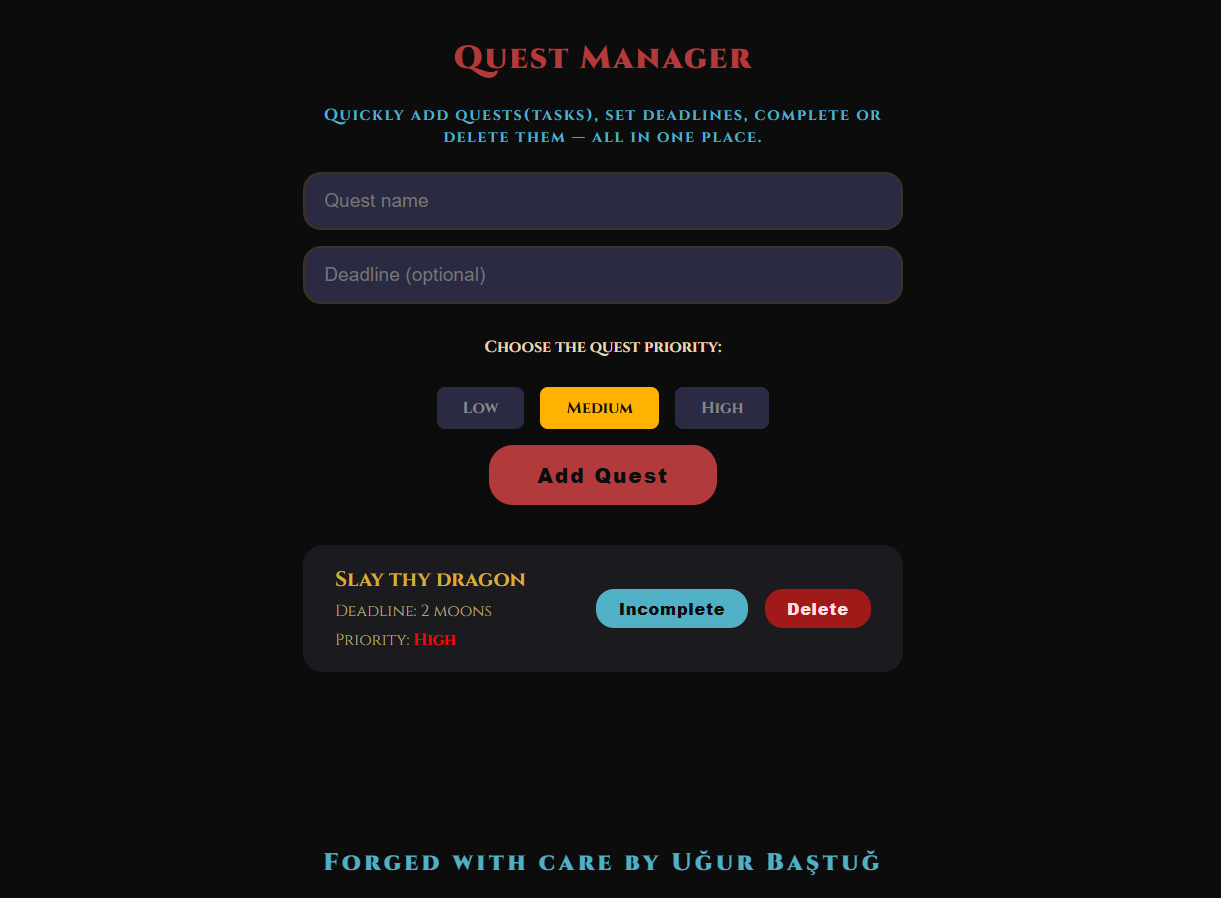 Quest Manager
Quickly add quests(tasks), set deadlines, complete or
delete them — all in one place.
Quest name
Deadline (optional)
Choose the quest priority:
Low Medium High
Add Quest
Slay thy dragon
Deadline: 2 moons
Priority: High
Incomplete Delete
Forged with care by Uğur Baştuğ